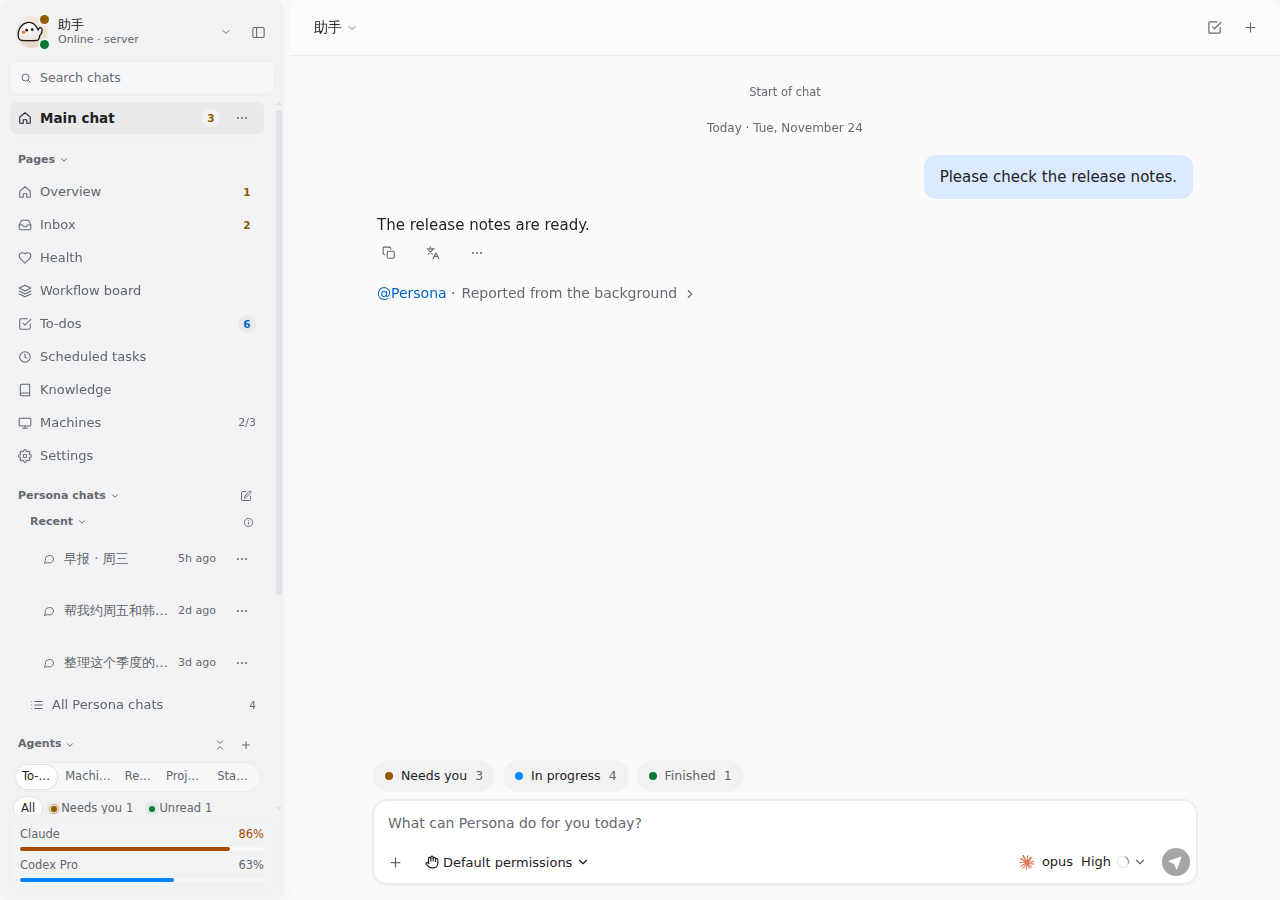 助手
Online · server
Search chats
Main chat 3 ···
Pages
Overview 1
Inbox 2
Health
Workflow board
To-dos 6
Scheduled tasks
Knowledge
Machines 2/3
Settings
Persona chats
Recent
早报 · 周三 5h ago ···
帮我约周五和韩... 2d ago ···
整理这个季度的... 3d ago ···
All Persona chats 4
Agents
To-... Machi... Re... Proj... Sta...
All Needs you 1 Unread 1
Claude 86%
Codex Pro 63%
助手
Start of chat
Today · Tue, November 24
Please check the release notes.
The release notes are ready.
@Persona · Reported from the background
Needs you 3 In progress 4 Finished 1
What can Persona do for you today?
Default permissions opus High